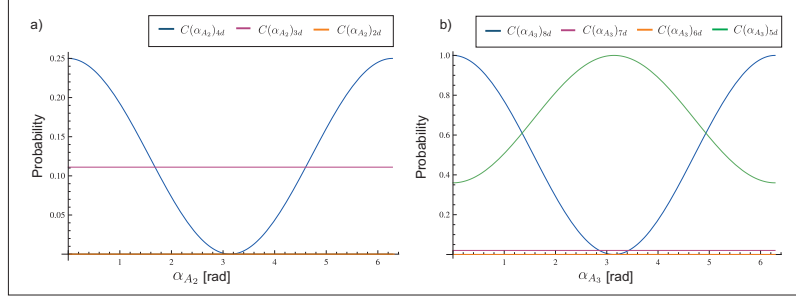 a)
C(α_{A_2})_{4d} C(α_{A_2})_{3d} C(α_{A_2})_{2d}
0.25
0.20
0.15
0.10
0.05
Probability
1 2 3 4 5 6
α_{A_2} [rad]
b)
C(α_{A_3})_{8d} C(α_{A_3})_{7d} C(α_{A_3})_{6d} C(α_{A_3})_{5d}
1.0
0.8
0.6
0.4
0.2
Probability
0 1 2 3 4 5 6
α_{A_3} [rad]